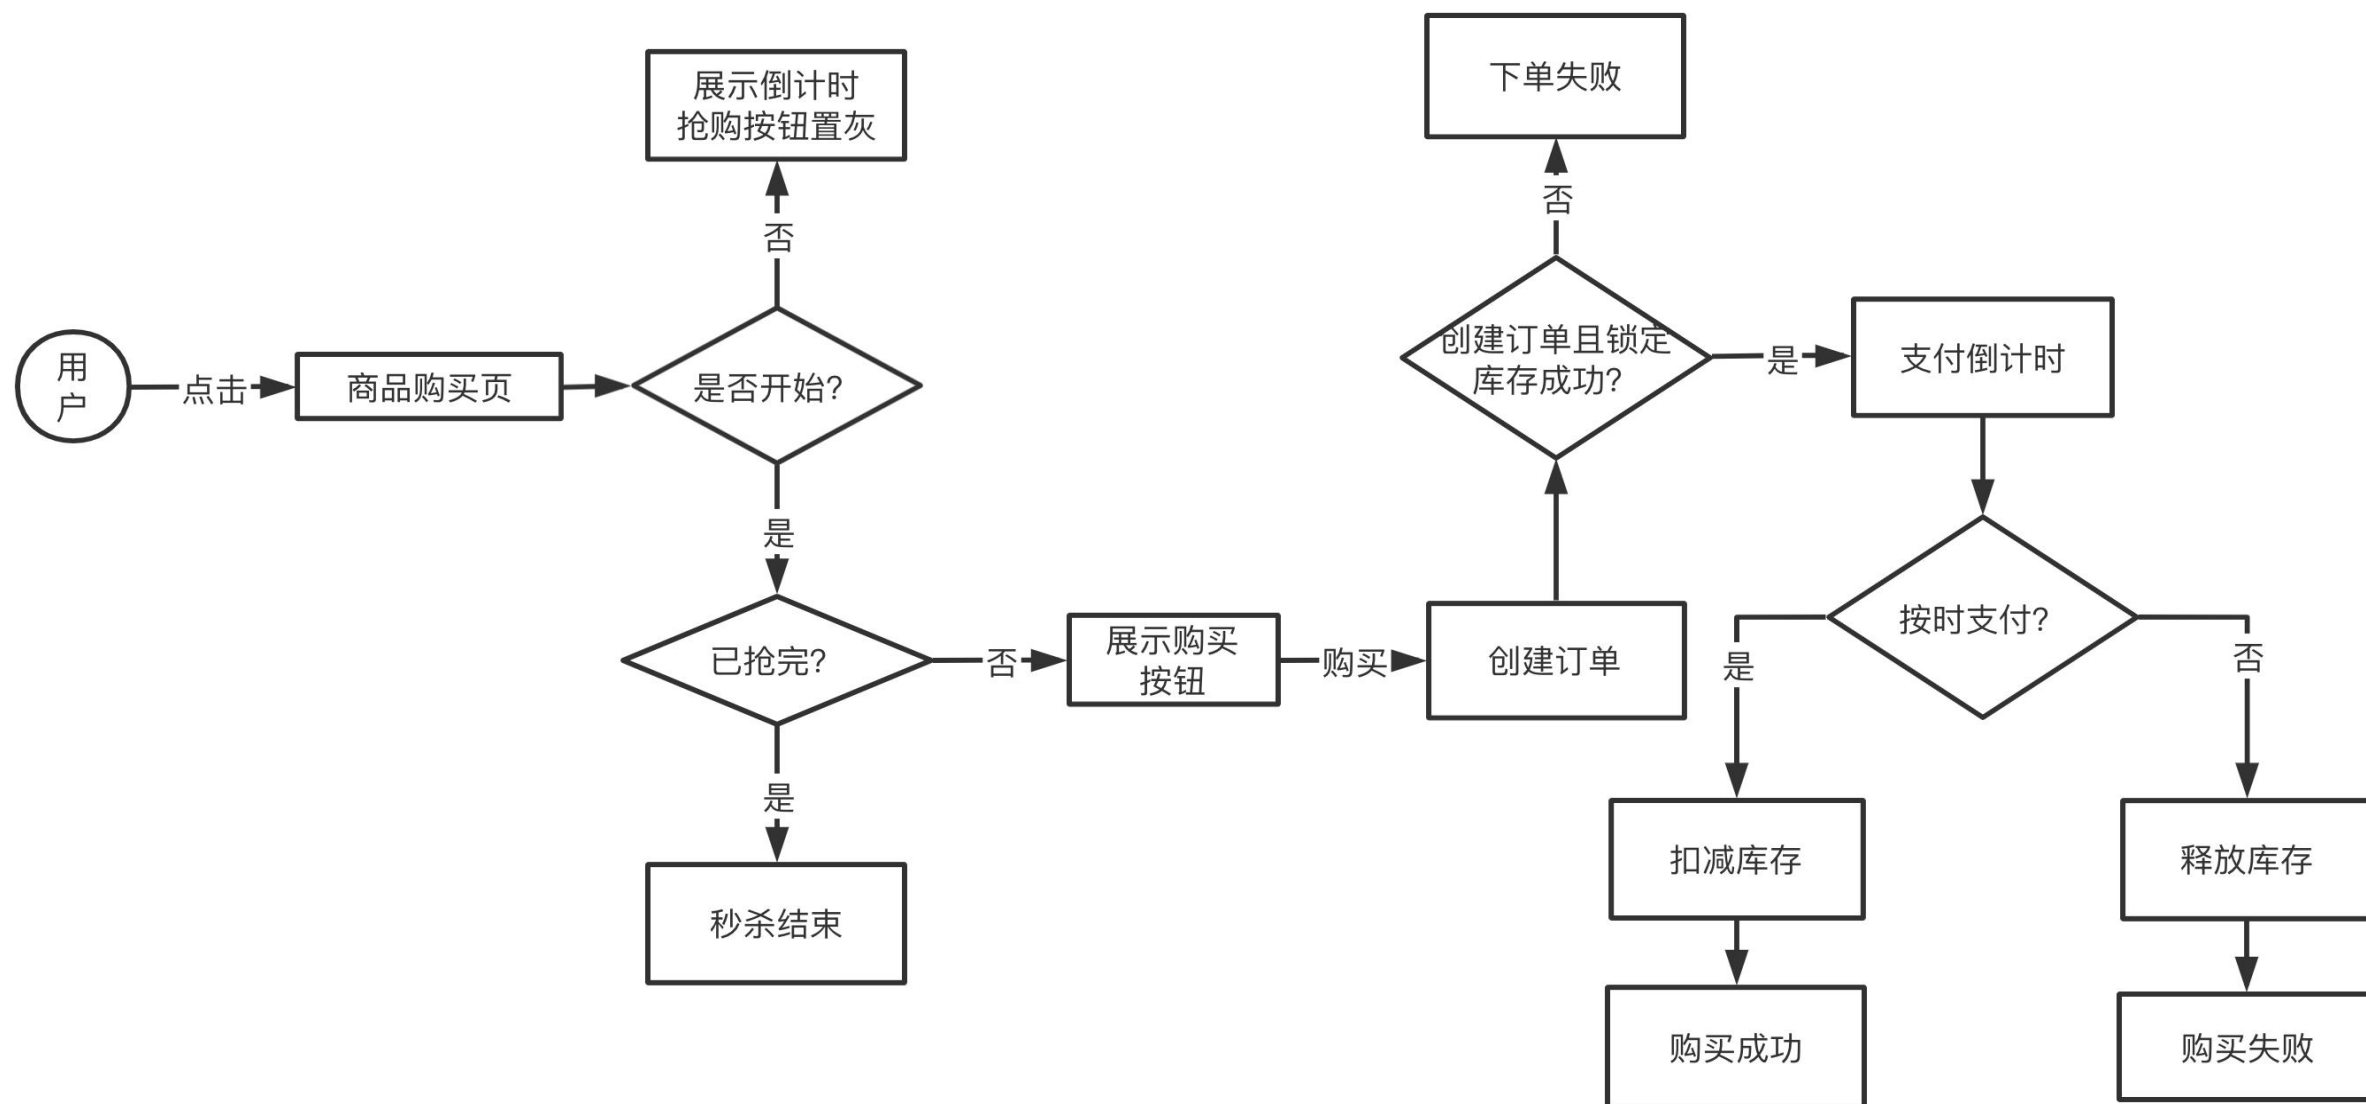 用
户
点击
商品购买页
是否开始?
否
展示倒计时
抢购按钮置灰
是
已抢完?
是
秒杀结束
否
展示购买
按钮
购买
创建订单
创建订单且锁定
库存成功?
否
下单失败
是
支付倒计时
按时支付?
是
扣减库存
购买成功
否
释放库存
购买失败